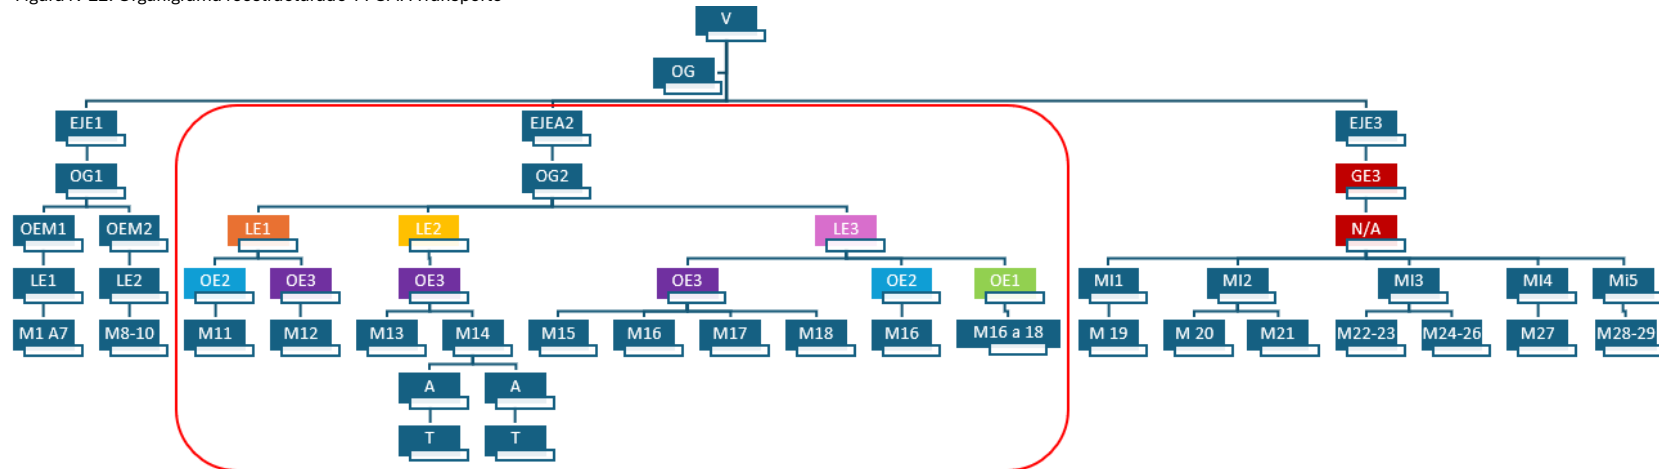 V
OG
EJE1 EJEA2 EJE3
OG1 OG2 GE3
OEM1 OEM2 LE1 LE2 LE3 N/A
LE1 LE2 OE2 OE3 OE3 OE3 OE2 OE1 MI1 MI2 MI3 MI4 Mi5
M1 A7 M8-10 M11 M12 M13 M14 M15 M16 M17 M18 M16 M16 a 18 M 19 M 20 M21 M22-23 M24-26 M27 M28-29
A A
T T